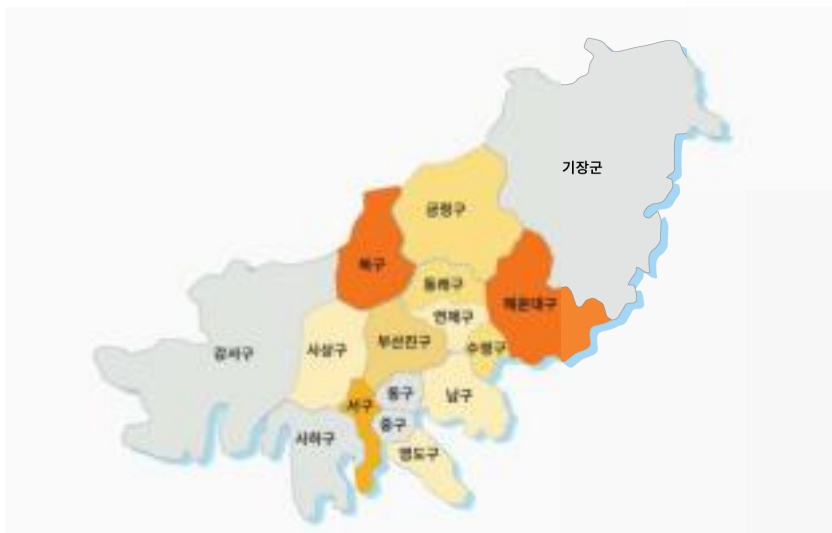 기장군
금정구
북구
동래구
해운대구
연제구
부산진구
수영구
강서구
사상구
동구
남구
서구
중구
사하구
영도구